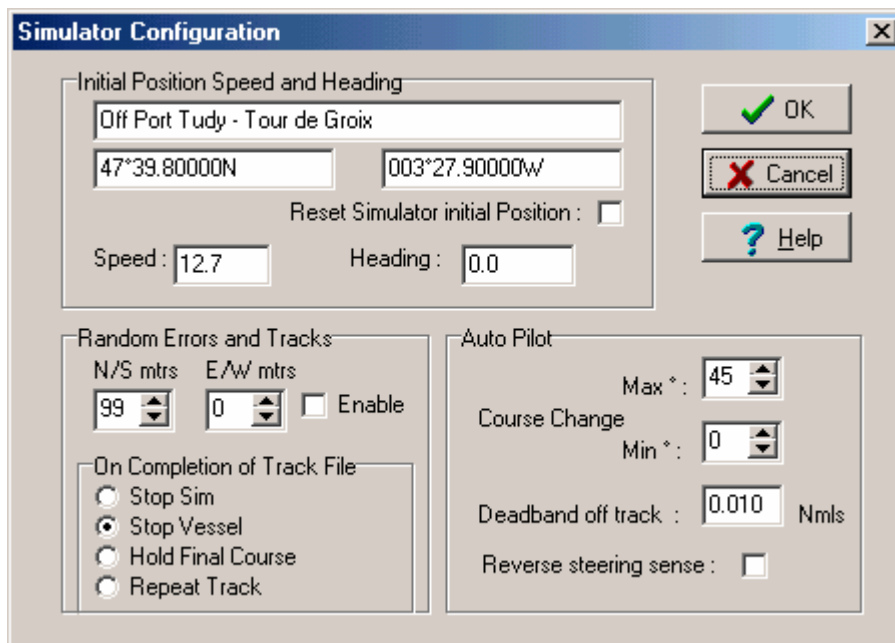 Simulator Configuration
Initial Position Speed and Heading
Off Port Tudy - Tour de Groix
47°39.80000N 003°27.90000W
Reset Simulator initial Position :
Speed : 12.7 Heading : 0.0
OK
Cancel
Help
Random Errors and Tracks
N/S mtrs E/W mtrs
99 0 Enable
On Completion of Track File
Stop Sim
Stop Vessel
Hold Final Course
Repeat Track
Auto Pilot
Max ° : 45
Course Change
Min ° : 0
Deadband off track : 0.010 Nmls
Reverse steering sense :